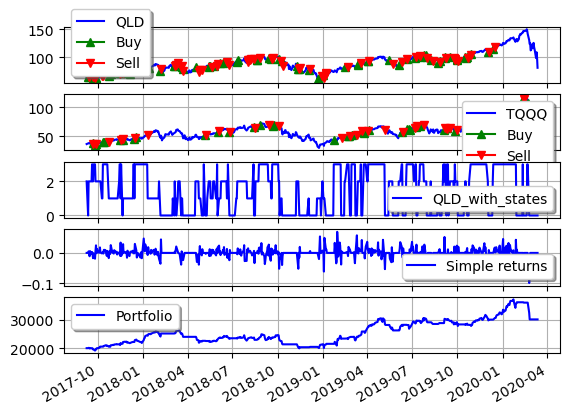 150
100
QLD
Buy
Sell
100
50
TQQQ
Buy
Sell
2
0
QLD_with_states
0.0
−0.1
Simple returns
30000
20000
Portfolio
2017-10 2018-01 2018-04 2018-07 2018-10 2019-01 2019-04 2019-07 2019-10 2020-01 2020-04